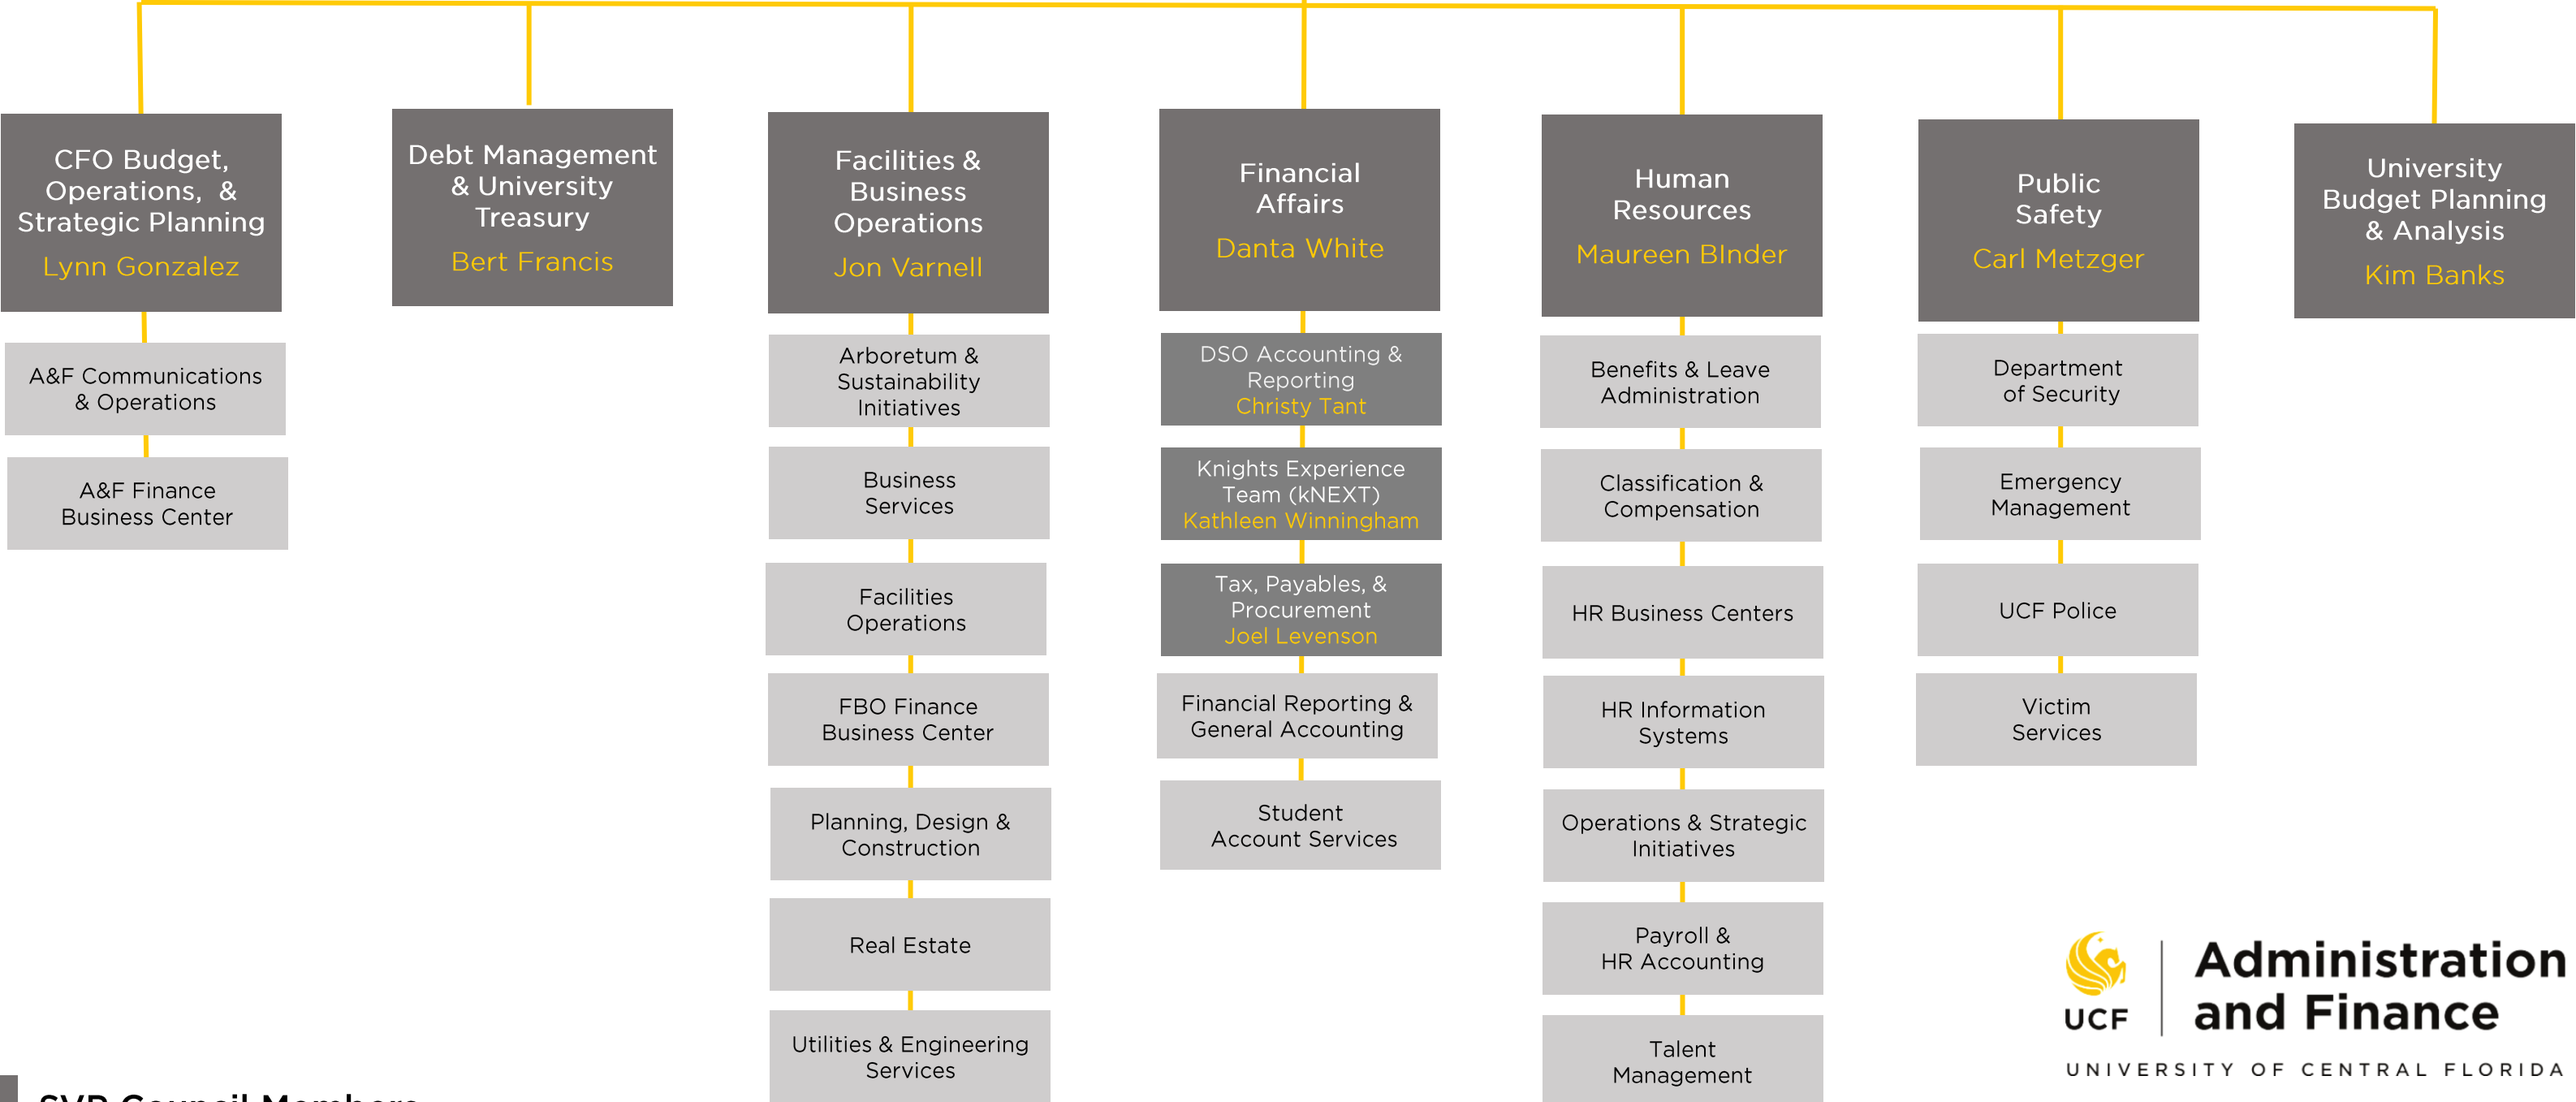 CFO Budget,
Operations, &
Strategic Planning
Lynn Gonzalez
A&F Communications
& Operations
A&F Finance
Business Center
Debt Management
& University
Treasury
Bert Francis
Facilities &
Business
Operations
Jon Varnell
Arboretum &
Sustainability
Initiatives
Business
Services
Facilities
Operations
FBO Finance
Business Center
Planning, Design &
Construction
Real Estate
Utilities & Engineering
Services
Financial
Affairs
Danta White
DSO Accounting &
Reporting
Christy Tant
Knights Experience
Team (kNEXT)
Kathleen Winningham
Tax, Payables, &
Procurement
Joel Levenson
Financial Reporting &
General Accounting
Student
Account Services
Human
Resources
Maureen BInder
Benefits & Leave
Administration
Classification &
Compensation
HR Business Centers
HR Information
Systems
Operations & Strategic
Initiatives
Payroll &
HR Accounting
Talent
Management
Public
Safety
Carl Metzger
Department
of Security
Emergency
Management
UCF Police
Victim
Services
University
Budget Planning
& Analysis
Kim Banks
SVP Council Members
UCF
Administration
and Finance
UNIVERSITY OF CENTRAL FLORIDA